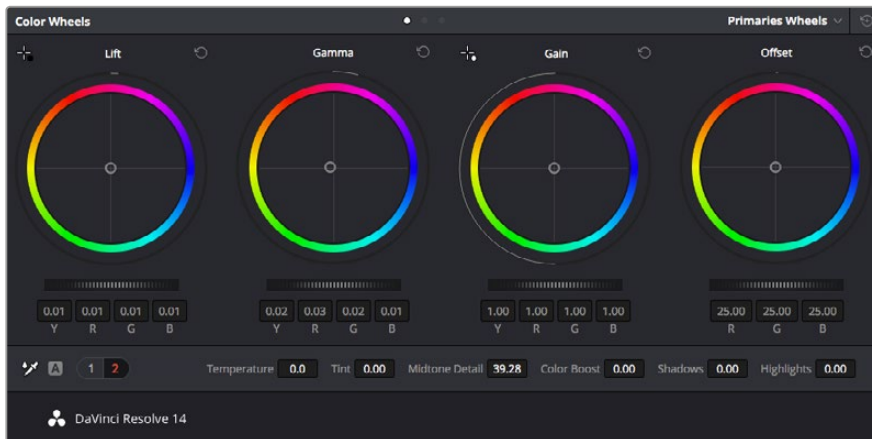 Color Wheels Primaries Wheels
Lift Gamma Gain Offset
0.01 0.01 0.01 0.01 0.02 0.03 0.02 0.01 1.00 1.00 1.00 1.00 25.00 25.00 25.00
Y R G B Y R G B Y R G B R G B
A 1 2 Temperature 0.0 Tint 0.00 Midtone Detail 39.28 Color Boost 0.00 Shadows 0.00 Highlights 0.00
DaVinci Resolve 14